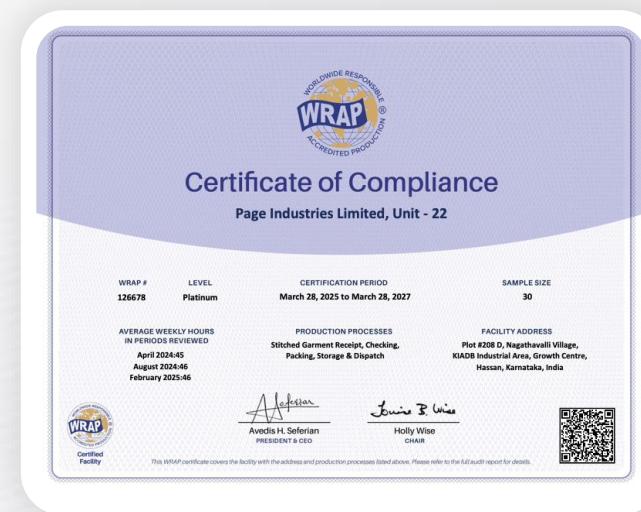 WORLDWIDE RESPONSIBLE
WRAP ®
ACCREDITED PRODUCTION
Certificate of Compliance
Page Industries Limited, Unit - 22
WRAP # LEVEL CERTIFICATION PERIOD SAMPLE SIZE
126678 Platinum March 28, 2025 to March 28, 2027 30
AVERAGE WEEKLY HOURS
IN PERIODS REVIEWED
April 2024:45
August 2024:46
February 2025:46
PRODUCTION PROCESSES
Stitched Garment Receipt, Checking,
Packing, Storage & Dispatch
FACILITY ADDRESS
Plot #208 D, Nagathavalli Village,
KIADB Industrial Area, Growth Centre,
Hassan, Karnataka, India
Avedis H. Seferian
PRESIDENT & CEO
Holly Wise
CHAIR
WRAP
Certified
Facility
This WRAP certificate covers the facility with the address and production processes listed above. Please refer to the full audit report for details.